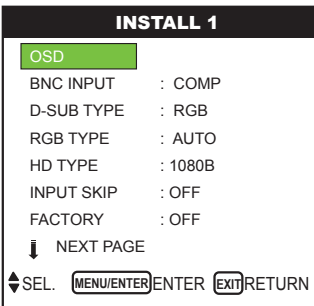 INSTALL 1
OSD
BNC INPUT : COMP
D-SUB TYPE : RGB
RGB TYPE : AUTO
HD TYPE : 1080B
INPUT SKIP : OFF
FACTORY : OFF
NEXT PAGE
SEL. MENU/ENTER ENTER EXIT RETURN